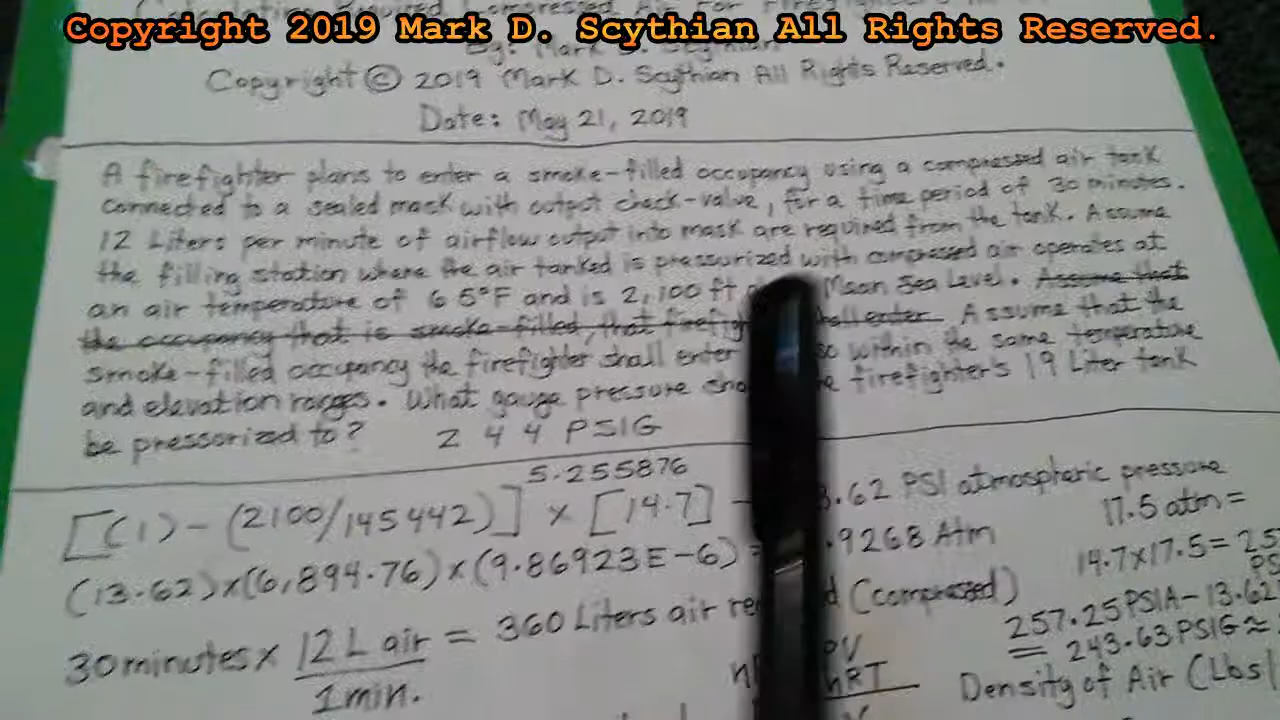 Copyright 2019 Mark D. Scythian All Rights Reserved.
By: Mark D. Scythian
Copyright © 2019 Mark D. Scythian All Rights Reserved.
Date: May 21, 2019
A firefighter plans to enter a smoke-filled occupancy using a compressed air tank
connected to a sealed mask with output check-valve, for a time period of 30 minutes.
12 Liters per minute of airflow output into mask are required from the tank. Assume
the filling station where the air tanked is pressurized with compressed air operates at
an air temperature of 65°F and is 2,100 ft Mean Sea Level. Assume that
the occupancy that is smoke-filled, that shall enter. Assume that the
smoke-filled occupancy the firefighter shall enter so within the same temperature
and elevation ranges. What gauge pressure firefighter's 19 Liter tank
be pressurized to? 244 PSIG
5.255876
[(1) - (2100/145442)] x [14.7] .62 PSI atmospheric pressure
17.5 atm =
(13.62) x (6,894.76) x (9.86923E-6) .9268 Atm
14.7 x 17.5 = 25
PS
30 minutes x 12 L air = 360 Liters air (compressed)
1 min.
257.25 PSIA - 13.62
= 243.63 PSIG ≈
PV
nRT
Density of Air (Lbs/